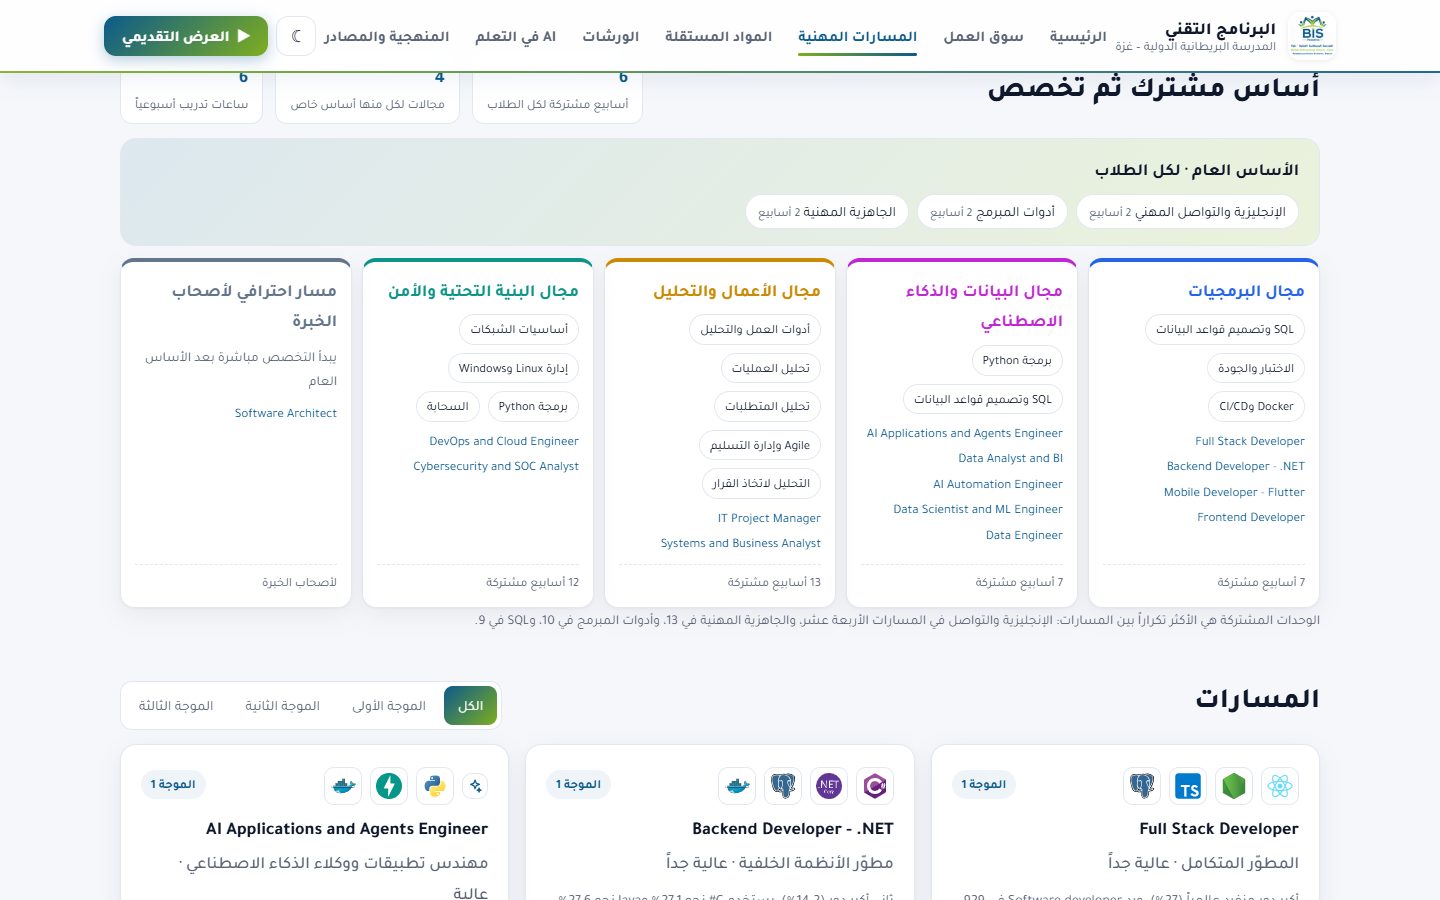 البرنامج التقني
المدرسة البريطانية الدولية - غزة
BIS
الرئيسية
سوق العمل
المسارات المهنية
المواد المستقلة
الورشات
AI في التعلم
المنهجية والمصادر
☾
▶ العرض التقديمي
أساس مشترك ثم تخصص
6
أسابيع مشتركة لكل الطلاب
4
مجالات لكل منها أساس خاص
6
ساعات تدريب أسبوعياً
الأساس العام · لكل الطلاب
الإنجليزية والتواصل المهني 2 أسابيع
أدوات المبرمج 2 أسابيع
الجاهزية المهنية 2 أسابيع
مجال البرمجيات
SQL وتصميم قواعد البيانات
الاختبار والجودة
Docker وCI/CD
Full Stack Developer
Backend Developer - .NET
Mobile Developer - Flutter
Frontend Developer
7 أسابيع مشتركة
مجال البيانات والذكاء
الاصطناعي
برمجة Python
SQL وتصميم قواعد البيانات
AI Applications and Agents Engineer
Data Analyst and BI
AI Automation Engineer
Data Scientist and ML Engineer
Data Engineer
7 أسابيع مشتركة
مجال الأعمال والتحليل
أدوات العمل والتحليل
تحليل العمليات
تحليل المتطلبات
Agile وإدارة التسليم
التحليل لاتخاذ القرار
IT Project Manager
Systems and Business Analyst
13 أسابيع مشتركة
مجال البنية التحتية والأمن
أساسيات الشبكات
إدارة Linux وWindows
برمجة Python
السحابة
DevOps and Cloud Engineer
Cybersecurity and SOC Analyst
12 أسابيع مشتركة
مسار احترافي لأصحاب
الخبرة
يبدأ التخصص مباشرة بعد الأساس
العام
Software Architect
لأصحاب الخبرة
الوحدات المشتركة هي الأكثر تكراراً بين المسارات: الإنجليزية والتواصل في المسارات الأربعة عشر، والجاهزية المهنية في 13، وأدوات المبرمج في 10، وSQL في 9.
المسارات
الكل
الموجة الأولى
الموجة الثانية
الموجة الثالثة
TS
الموجة 1
Full Stack Developer
المطوّر المتكامل · عالية جداً
C#
.NET
الموجة 1
Backend Developer - .NET
مطوّر الأنظمة الخلفية · عالية جداً
الموجة 1
AI Applications and Agents Engineer
مهندس تطبيقات ووكلاء الذكاء الاصطناعي ·
عالية